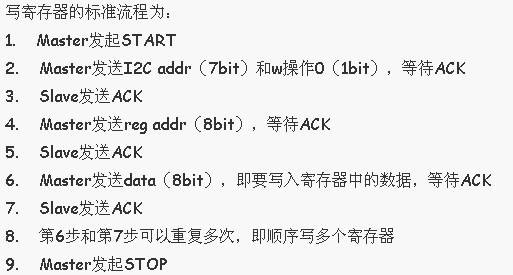 写寄存器的标准流程为：
1. Master发起START
2. Master发送I2C addr（7bit）和w操作0（1bit），等待ACK
3. Slave发送ACK
4. Master发送reg addr（8bit），等待ACK
5. Slave发送ACK
6. Master发送data（8bit），即要写入寄存器中的数据，等待ACK
7. Slave发送ACK
8. 第6步和第7步可以重复多次，即顺序写多个寄存器
9. Master发起STOP